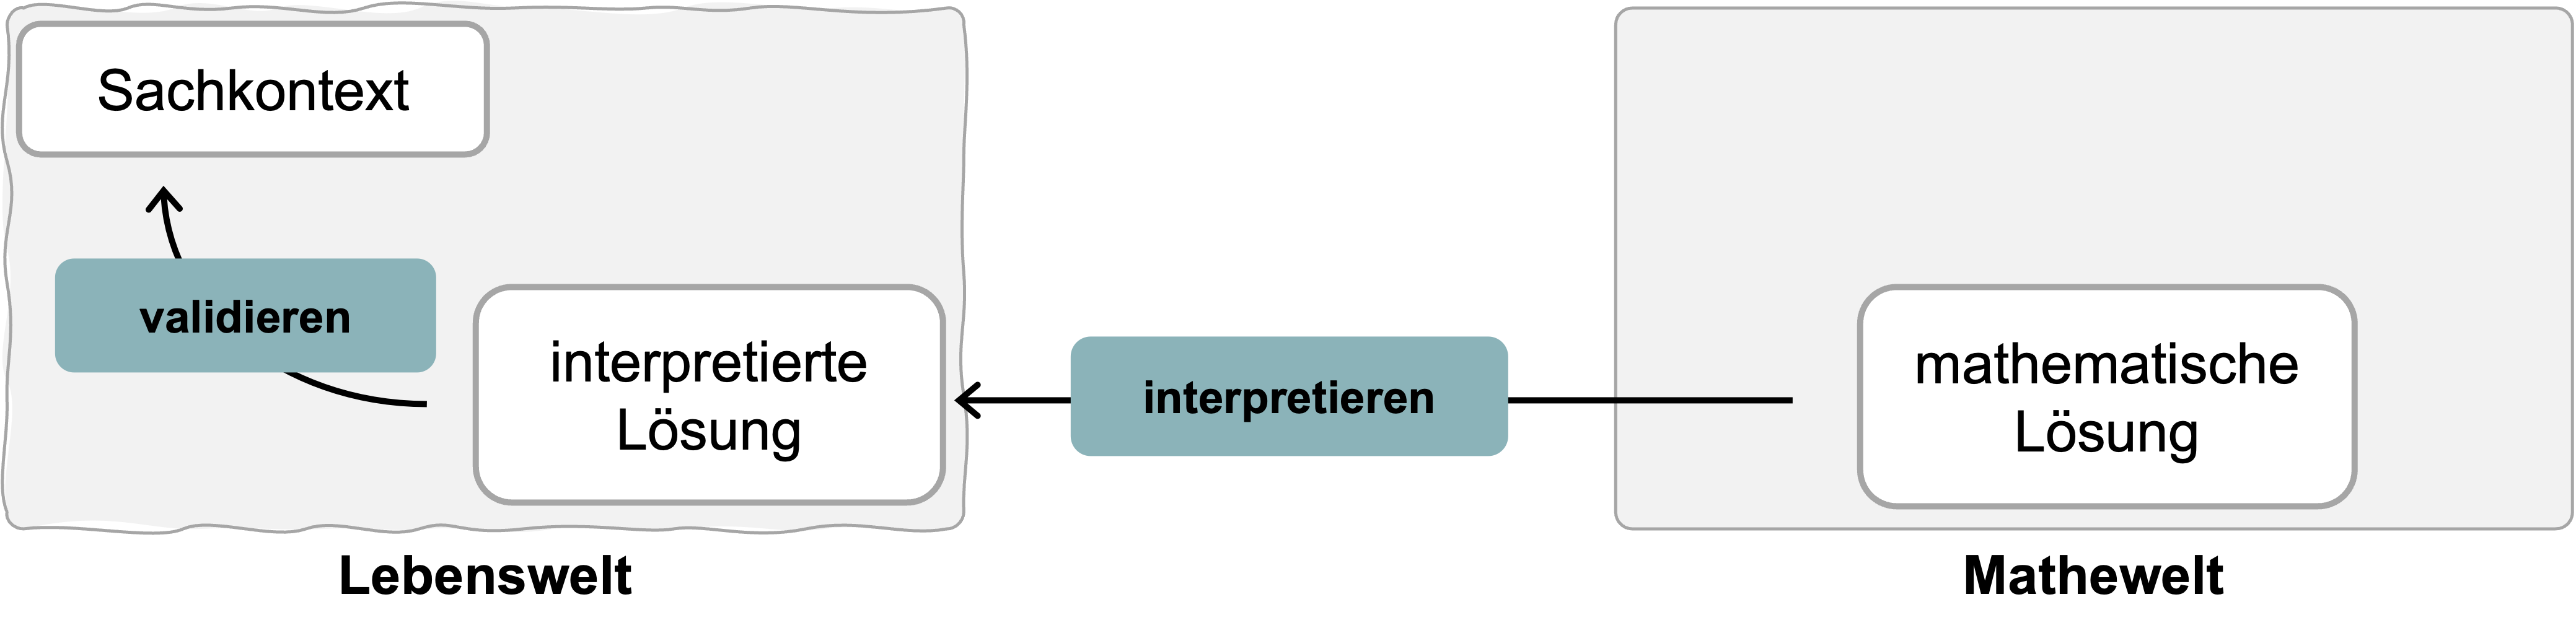 Sachkontext
validieren
interpretierte
Lösung
interpretieren
mathematische
Lösung
Lebenswelt
Mathewelt